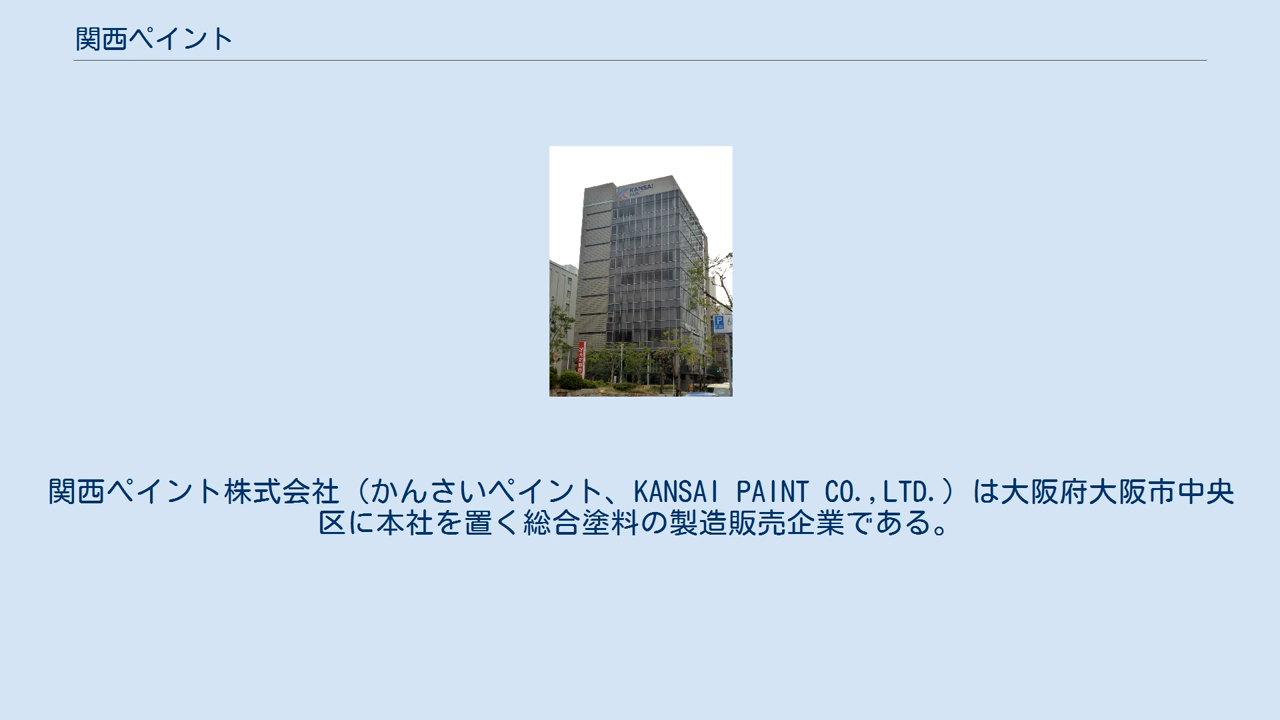 関西ペイント
KANSAI
P
関西ペイント株式会社（かんさいペイント、KANSAI PAINT CO.,LTD.）は大阪府大阪市中央
区に本社を置く総合塗料の製造販売企業である。